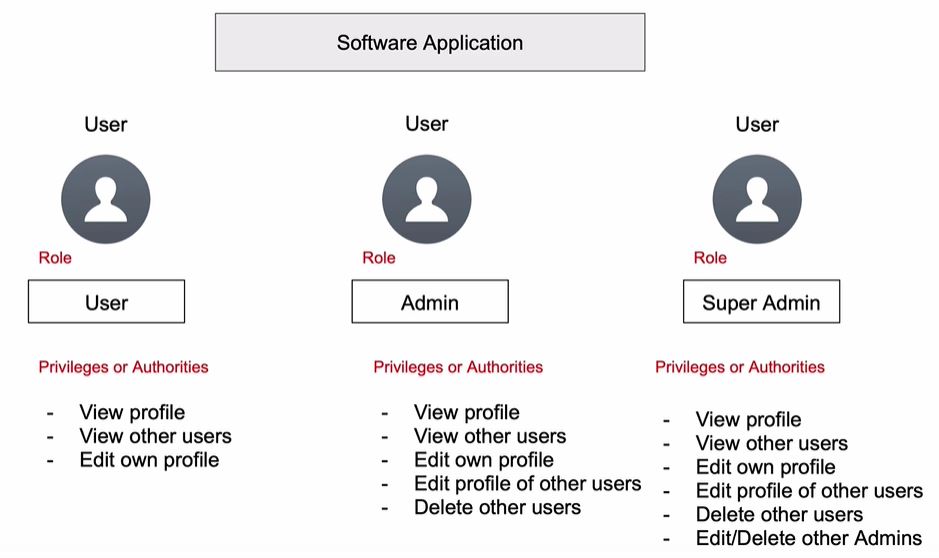 Software Application
User
User
User
Role
Role
Role
User
Admin
Super Admin
Privileges or Authorities
- View profile
- View other users
- Edit own profile
Privileges or Authorities
- View profile
- View other users
- Edit own profile
- Edit profile of other users
- Delete other users
Privileges or Authorities
- View profile
- View other users
- Edit own profile
- Edit profile of other users
- Delete other users
- Edit/Delete other Admins